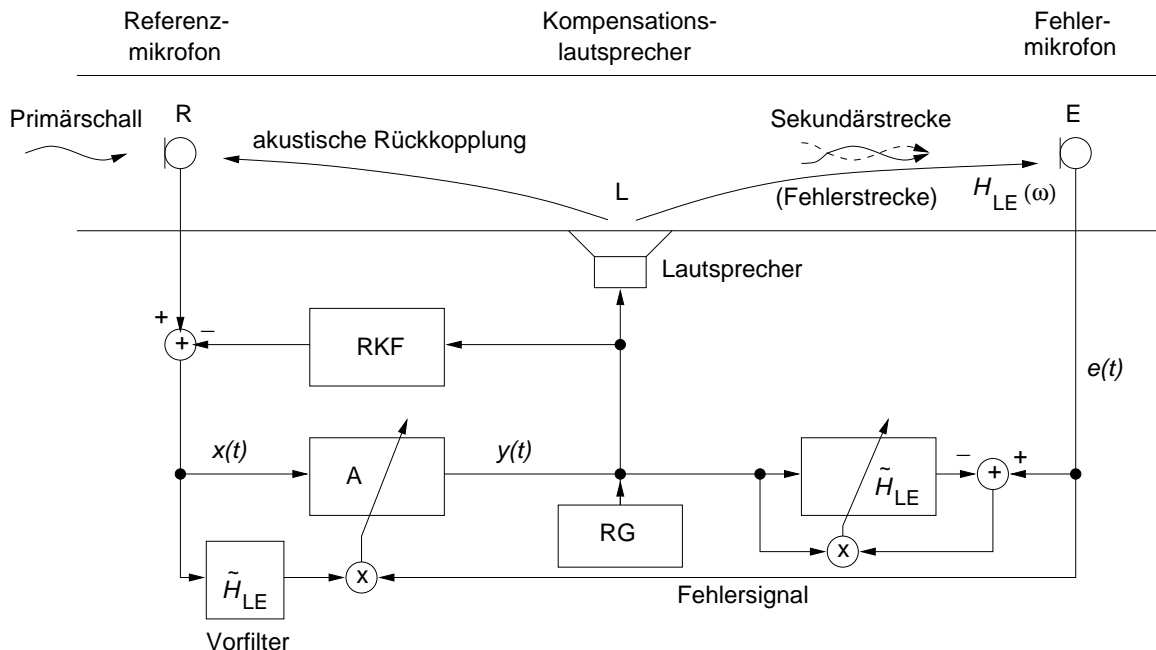 Referenz-
mikrofon
Kompensations-
lautsprecher
Fehler-
mikrofon
Primärschall
R
akustische Rückkopplung
Sekundärstrecke
E
L
(Fehlerstrecke)
H_LE (ω)
Lautsprecher
+
–
+
RKF
e(t)
x(t)
A
y(t)
H̃_LE
–
+
+
RG
x
H̃_LE
x
Fehlersignal
Vorfilter